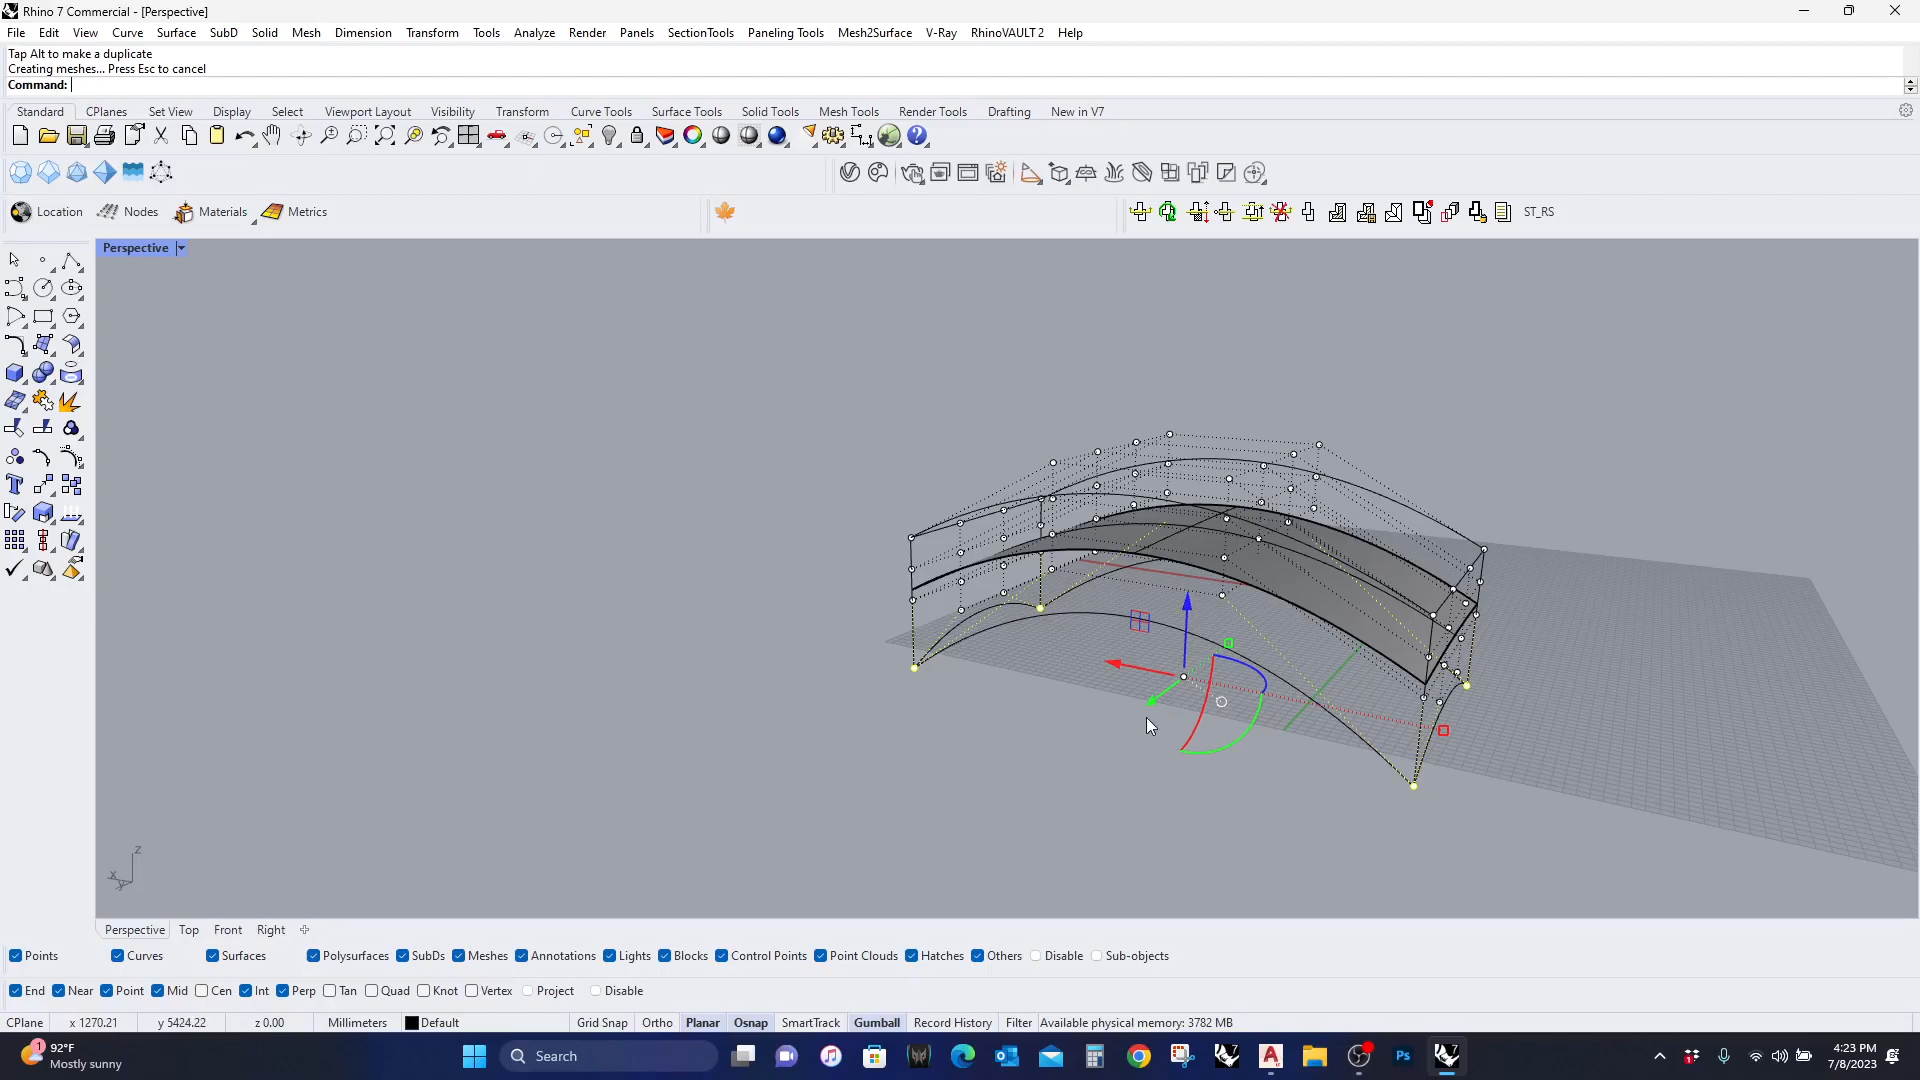 Rhino 7 Commercial - [Perspective]
File Edit View Curve Surface SubD Solid Mesh Dimension Transform Tools Analyze Render Panels SectionTools Paneling Tools Mesh2Surface V-Ray RhinoVAULT 2 Help
Tap Alt to make a duplicate
Creating meshes... Press Esc to cancel
Command:
Standard CPlanes Set View Display Select Viewport Layout Visibility Transform Curve Tools Surface Tools Solid Tools Mesh Tools Render Tools Drafting New in V7
Location Nodes Materials Metrics ST_RS
Perspective
z
x
y
Perspective Top Front Right
Points Curves Surfaces Polysurfaces SubDs Meshes Annotations Lights Blocks Control Points Point Clouds Hatches Others Disable Sub-objects
End Near Point Mid Cen Int Perp Tan Quad Knot Vertex Project Disable
CPlane x 1270.21 y 5424.22 z 0.00 Millimeters Default Grid Snap Ortho Planar Osnap SmartTrack Gumball Record History Filter Available physical memory: 3782 MB
1 92°F
Mostly sunny
Search
Ps
1
4:23 PM
7/8/2023